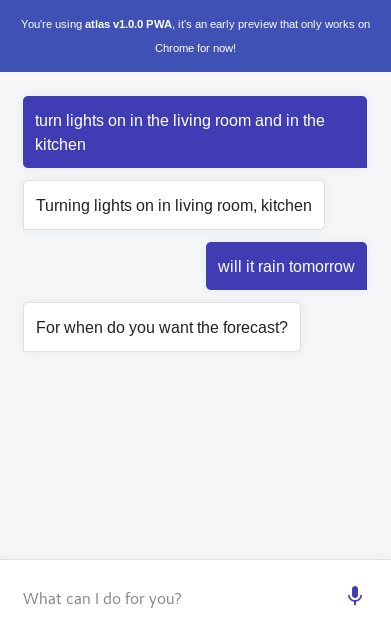 You're using atlas v1.0.0 PWA, it's an early preview that only works on
Chrome for now!
turn lights on in the living room and in the
kitchen
Turning lights on in living room, kitchen
will it rain tomorrow
For when do you want the forecast?
What can I do for you?